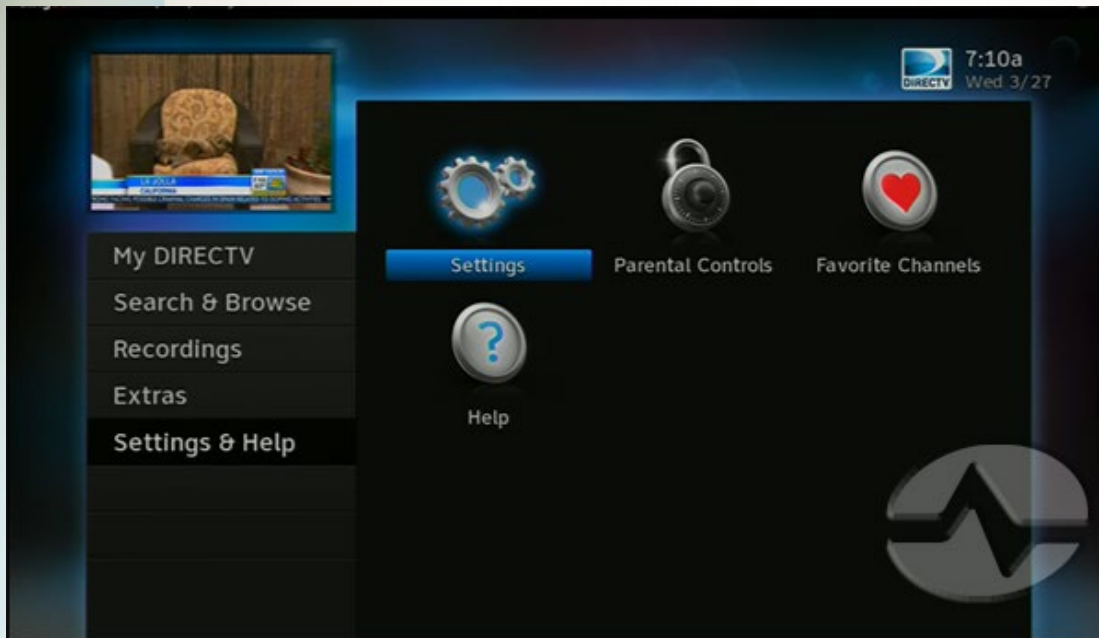 DIRECTV
7:10a
Wed 3/27
LA JOLLA
CALIFORNIA
My DIRECTV
Search & Browse
Recordings
Extras
Settings & Help
Settings
Parental Controls
Favorite Channels
?
Help